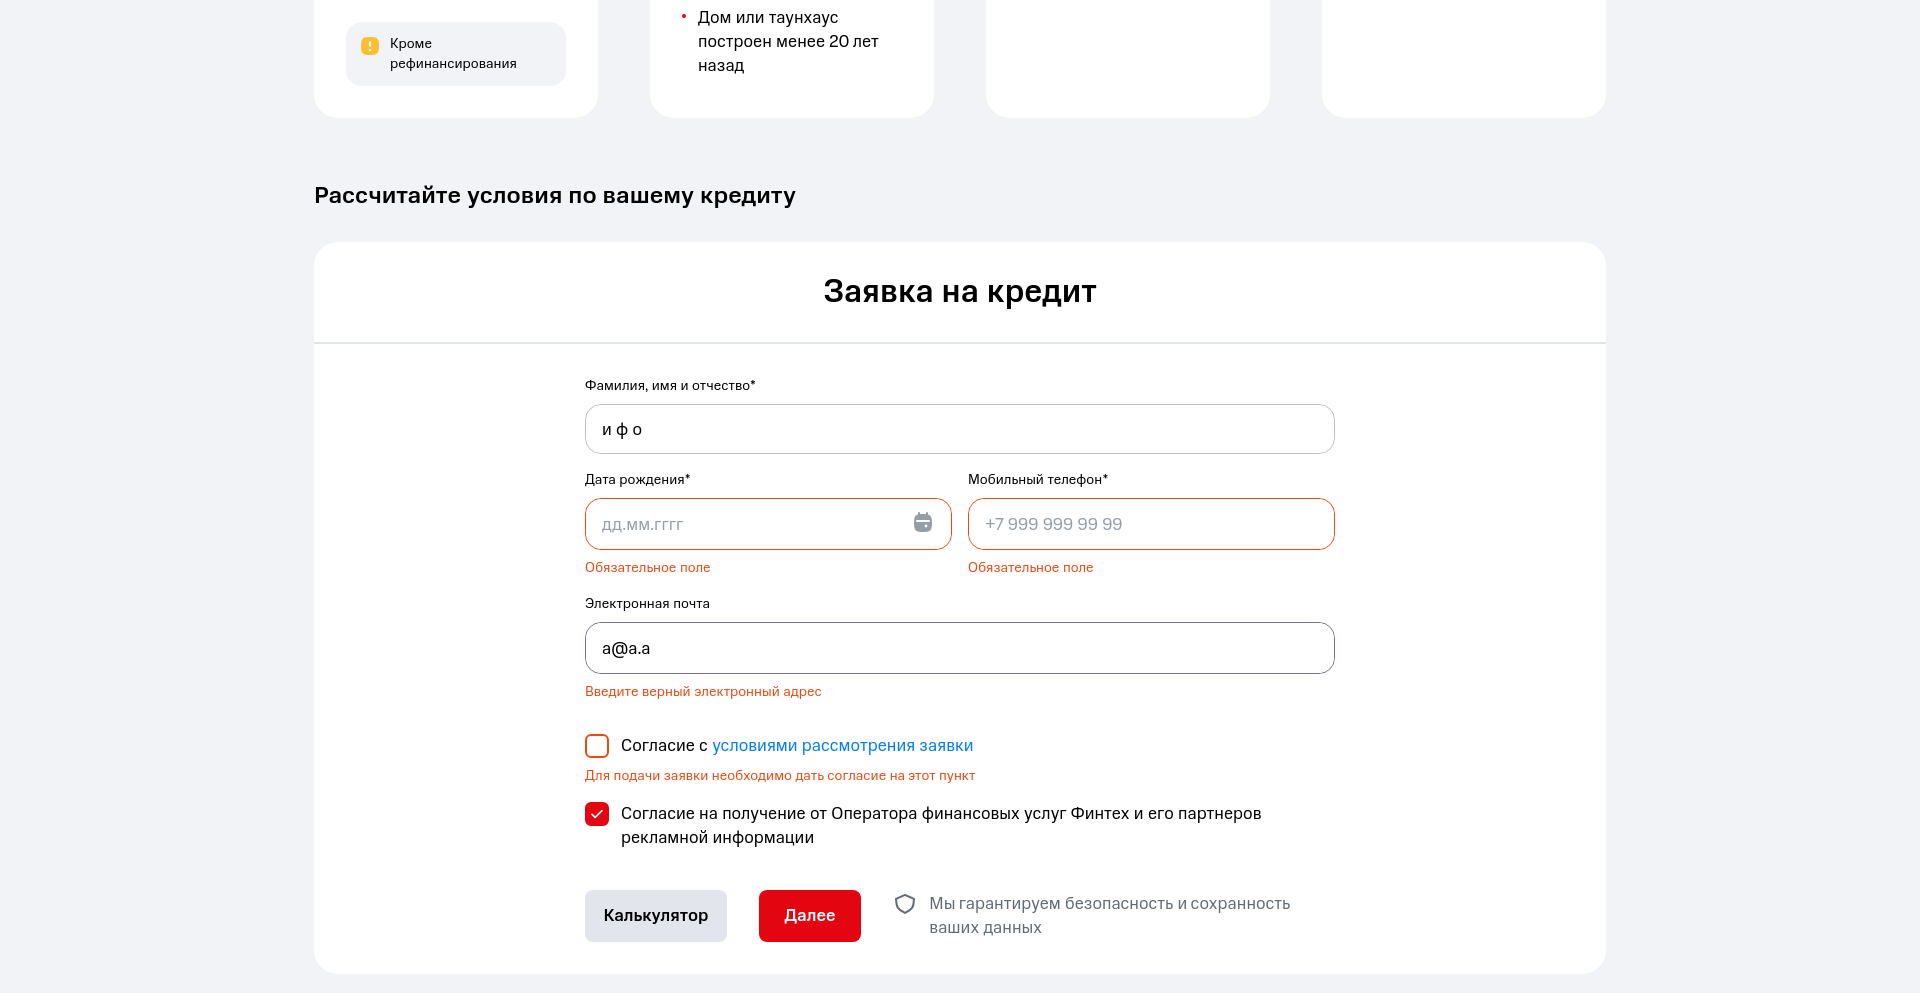 Кроме
рефинансирования
Дом или таунхаус
построен менее 20 лет
назад
Рассчитайте условия по вашему кредиту
Заявка на кредит
Фамилия, имя и отчество*
и ф о
Дата рождения*
Мобильный телефон*
дд.мм.гггг
+7 999 999 99 99
Обязательное поле
Обязательное поле
Электронная почта
a@a.a
Введите верный электронный адрес
Согласие с условиями рассмотрения заявки
Для подачи заявки необходимо дать согласие на этот пункт
Согласие на получение от Оператора финансовых услуг Финтех и его партнеров
рекламной информации
Калькулятор
Далее
Мы гарантируем безопасность и сохранность
ваших данных